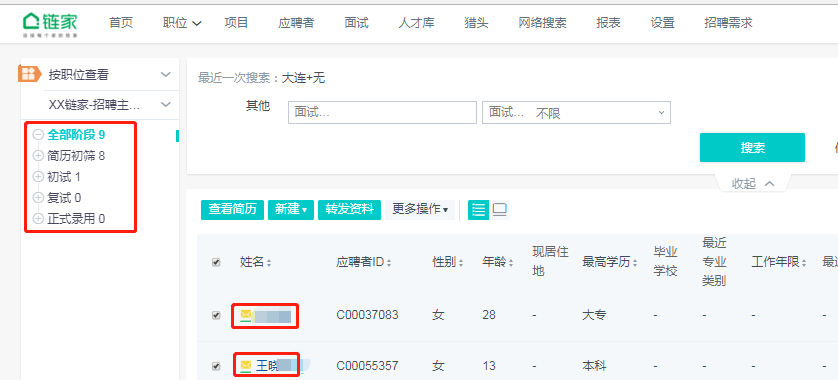 链家 首页 职位 项目 应聘者 面试 人才库 猎头 网络搜索 报表 设置 招聘需求
按职位查看
XX链家-招聘主...
全部阶段 9
简历初筛 8
初试 1
复试 0
正式录用 0
最近一次搜索：大连+无
其他 面试... 面试... 不限
搜索
收起
查看简历 新建 转发资料 更多操作
姓名 应聘者ID 性别 年龄 现居住地 最高学历 毕业学校 最近专业类别 工作年限
C00037083 女 28 - 大专 - - - -
王晓 C00055357 女 13 - 本科 - - - -